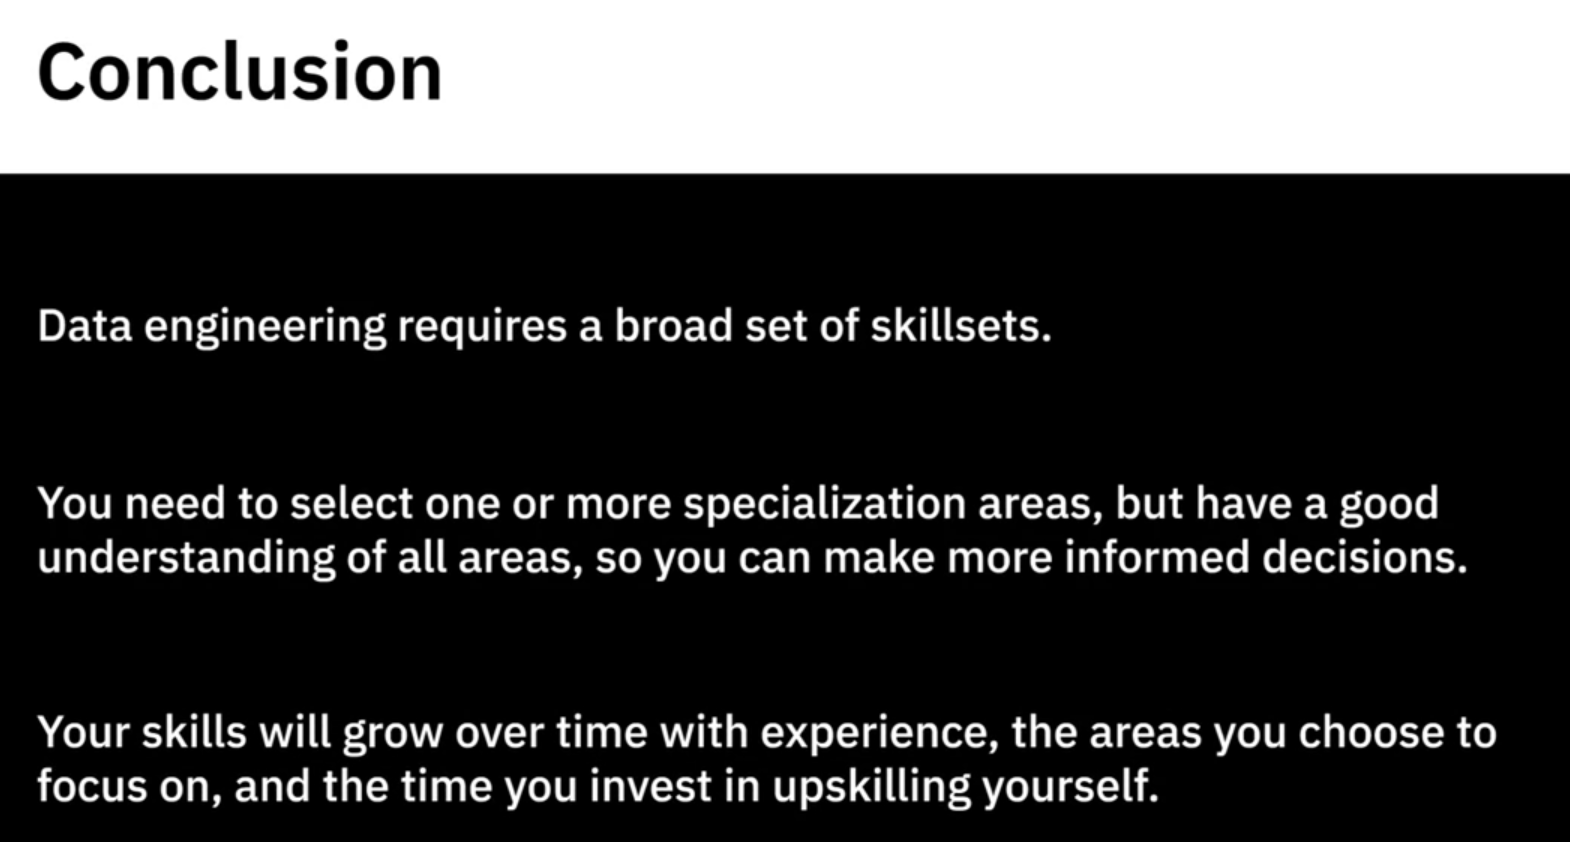 Conclusion
Data engineering requires a broad set of skillsets.
You need to select one or more specialization areas, but have a good
understanding of all areas, so you can make more informed decisions.
Your skills will grow over time with experience, the areas you choose to
focus on, and the time you invest in upskilling yourself.